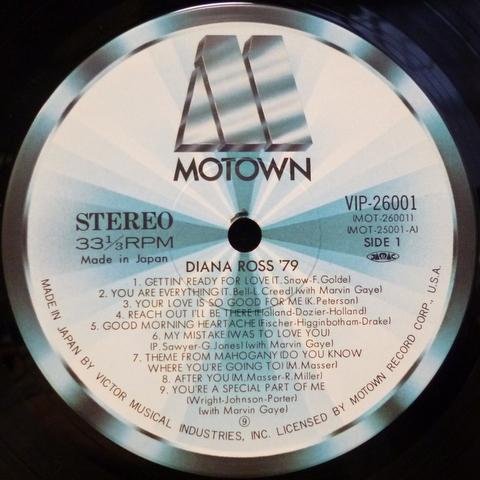 MOTOWN
STEREO
33⅓RPM
Made in Japan
VIP-26001
(MOT-26001)
(MOT-25001-A)
SIDE 1
JASRAC
DIANA ROSS '79
1. GETTIN' READY FOR LOVE (T. Snow-F. Golde)
2. YOU ARE EVERYTHING (T. Bell-L. Creed) (with Marvin Gaye)
3. YOUR LOVE IS SO GOOD FOR ME (K. Peterson)
4. REACH OUT I'LL BE THERE (Holland-Dozier-Holland)
5. GOOD MORNING HEARTACHE (Fischer-Higginbotham-Drake)
6. MY MISTAKE (WAS TO LOVE YOU)
(P. Sawyer-G. Jones) (with Marvin Gaye)
7. THEME FROM MAHOGANY (DO YOU KNOW
WHERE YOU'RE GOING TO) (M. Masser)
8. AFTER YOU (M. Masser-R. Miller)
9. YOU'RE A SPECIAL PART OF ME
(Wright-Johnson-Porter)
(with Marvin Gaye)
⑨
MADE IN JAPAN BY VICTOR MUSICAL INDUSTRIES, INC. LICENSED BY MOTOWN RECORD CORP., U.S.A.